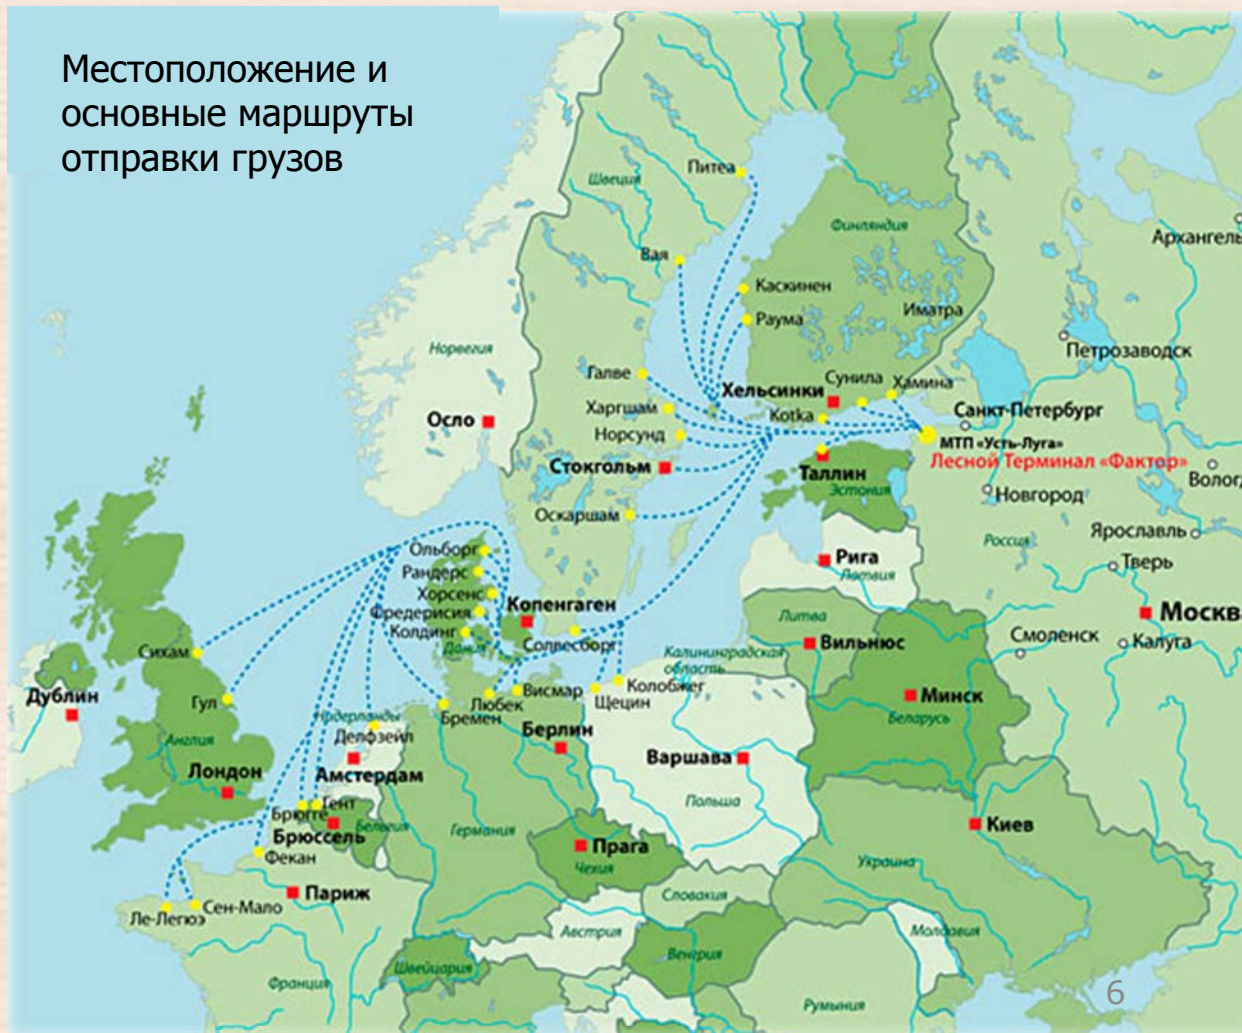 Местоположение и
основные маршруты
отправки грузов
Питеа
Швеция
Финляндия
Архангель
Вая
Каскинен
Раума
Иматра
Норвегия
Петрозаводск
Галве
Сунила
Хамина
Хельсинки
Харгшам
Kotka
Санкт-Петербург
Осло
Норсунд
МТП «Усть-Луга»
Лесной Терминал «Фактор»
Стокгольм
Таллин
Эстония
Волог
Новгород
Оскаршам
Ярославль
Россия
Ольборг
Рига
Латвия
Тверь
Рандерс
Хорсенс
Копенгаген
Фредерисия
Литва
Москв
Колдинг
Дания
Солвесборг
Вильнюс
Смоленск
Калуга
Сихам
Калининградская
область
Дублин
Гул
Висмар
Колобжег
Минск
Любек
Щецин
Беларусь
Бремен
Нидерланды
Делфзейл
Берлин
Англия
Варшава
Лондон
Амстердам
Польша
Гент
Брюгге
Брюссель
Бельгия
Германия
Киев
Прага
Фекан
Чехия
Украина
Париж
Словакия
Сен-Мало
Ле-Легюэ
Австрия
Молдавия
Венгрия
Швейцария
Франция
Румыния
6